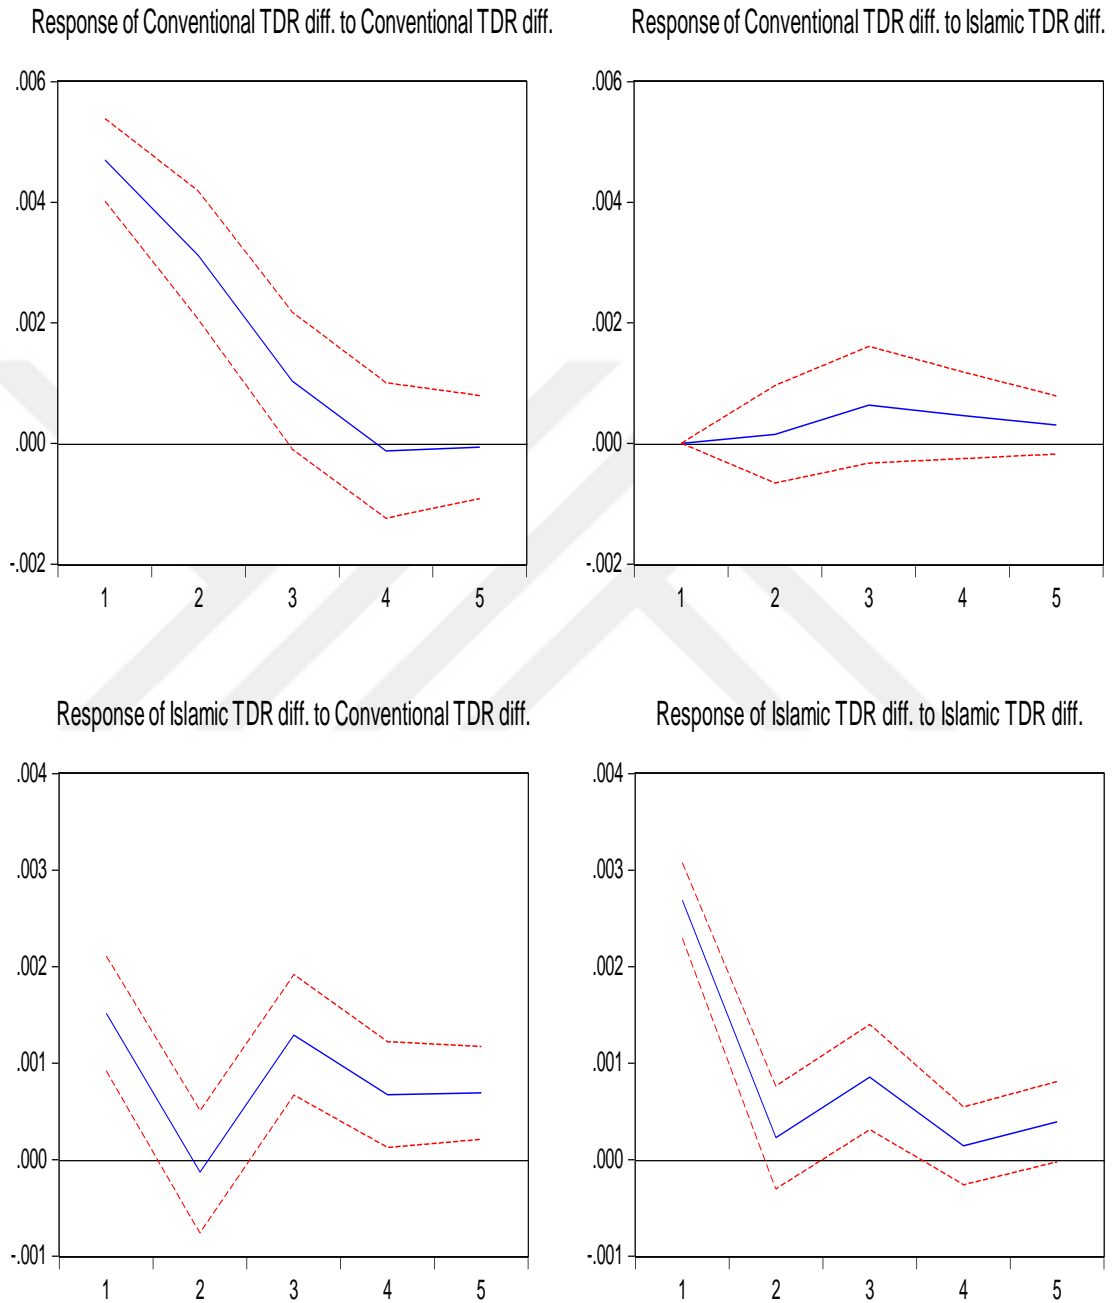 Response of Conventional TDR diff. to Conventional TDR diff.
.006
.004
.002
.000
-.002
1 2 3 4 5
Response of Conventional TDR diff. to Islamic TDR diff.
.006
.004
.002
.000
-.002
1 2 3 4 5
Response of Islamic TDR diff. to Conventional TDR diff.
.004
.003
.002
.001
.000
-.001
1 2 3 4 5
Response of Islamic TDR diff. to Islamic TDR diff.
.004
.003
.002
.001
.000
-.001
1 2 3 4 5